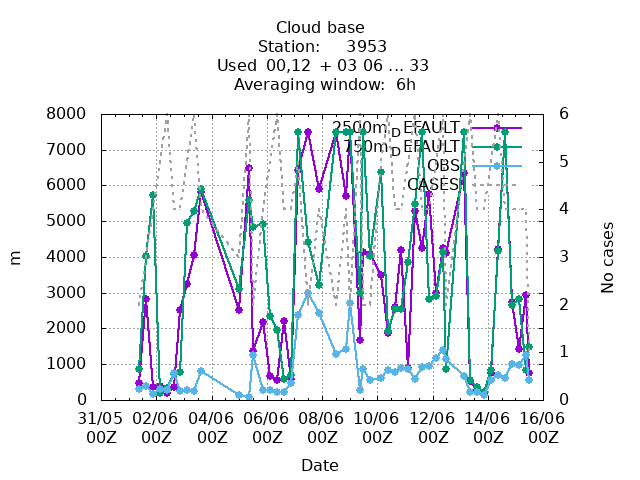 Cloud base
Station: 3953
Used 00,12 + 03 06 ... 33
Averaging window: 6h
8000
7000
6000
5000
4000
3000
2000
1000
0
m
6
5
4
3
2
1
0
No cases
2500m_DEFAULT
750m_DEFAULT
OBS
CASES
31/05 02/06 04/06 06/06 08/06 10/06 12/06 14/06 16/06
00Z 00Z 00Z 00Z 00Z 00Z 00Z 00Z 00Z
Date